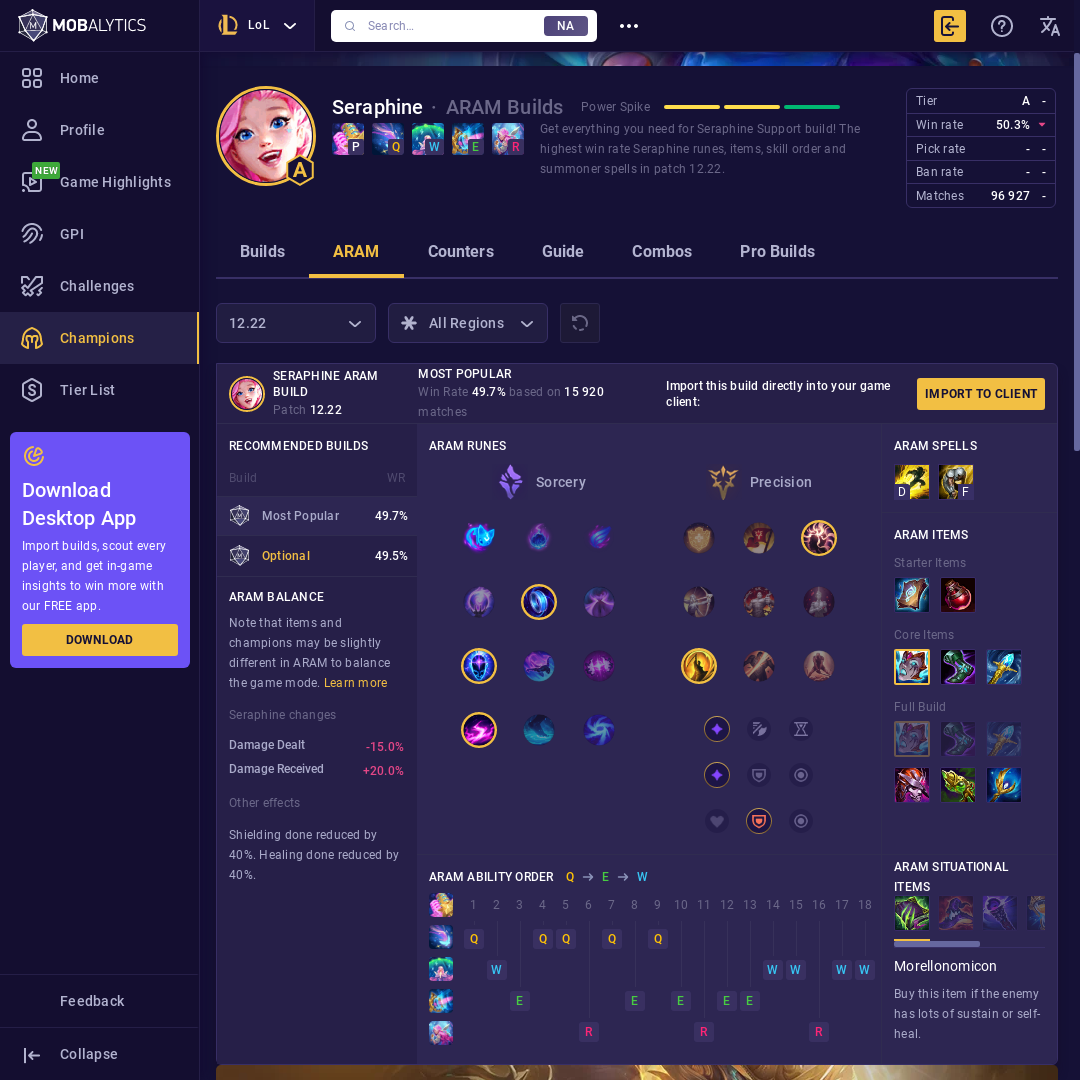 MOBALYTICS
LoL
Search...
NA
Home
Profile
NEW
Game Highlights
GPI
Challenges
Champions
Tier List
Download
Desktop App
Import builds, scout every
player, and get in-game
insights to win more with
our FREE app.
DOWNLOAD
Feedback
Collapse
A
Seraphine · ARAM Builds
Power Spike
P Q W E R
Get everything you need for Seraphine Support build! The
highest win rate Seraphine runes, items, skill order and
summoner spells in patch 12.22.
Tier A -
Win rate 50.3%
Pick rate - -
Ban rate - -
Matches 96 927 -
Builds ARAM Counters Guide Combos Pro Builds
12.22
All Regions
SERAPHINE ARAM
BUILD
Patch 12.22
MOST POPULAR
Win Rate 49.7% based on 15 920
matches
Import this build directly into your game
client:
IMPORT TO CLIENT
RECOMMENDED BUILDS
Build WR
Most Popular 49.7%
Optional 49.5%
ARAM BALANCE
Note that items and
champions may be slightly
different in ARAM to balance
the game mode. Learn more
Seraphine changes
Damage Dealt -15.0%
Damage Received +20.0%
Other effects
Shielding done reduced by
40%. Healing done reduced by
40%.
ARAM RUNES
Sorcery
Precision
ARAM ABILITY ORDER Q → E → W
1 2 3 4 5 6 7 8 9 10 11 12 13 14 15 16 17 18
Q Q Q Q Q
W W W W W
E E E E E
R R R
ARAM SPELLS
D F
ARAM ITEMS
Starter Items
Core Items
Full Build
ARAM SITUATIONAL
ITEMS
Morellonomicon
Buy this item if the enemy
has lots of sustain or self-
heal.